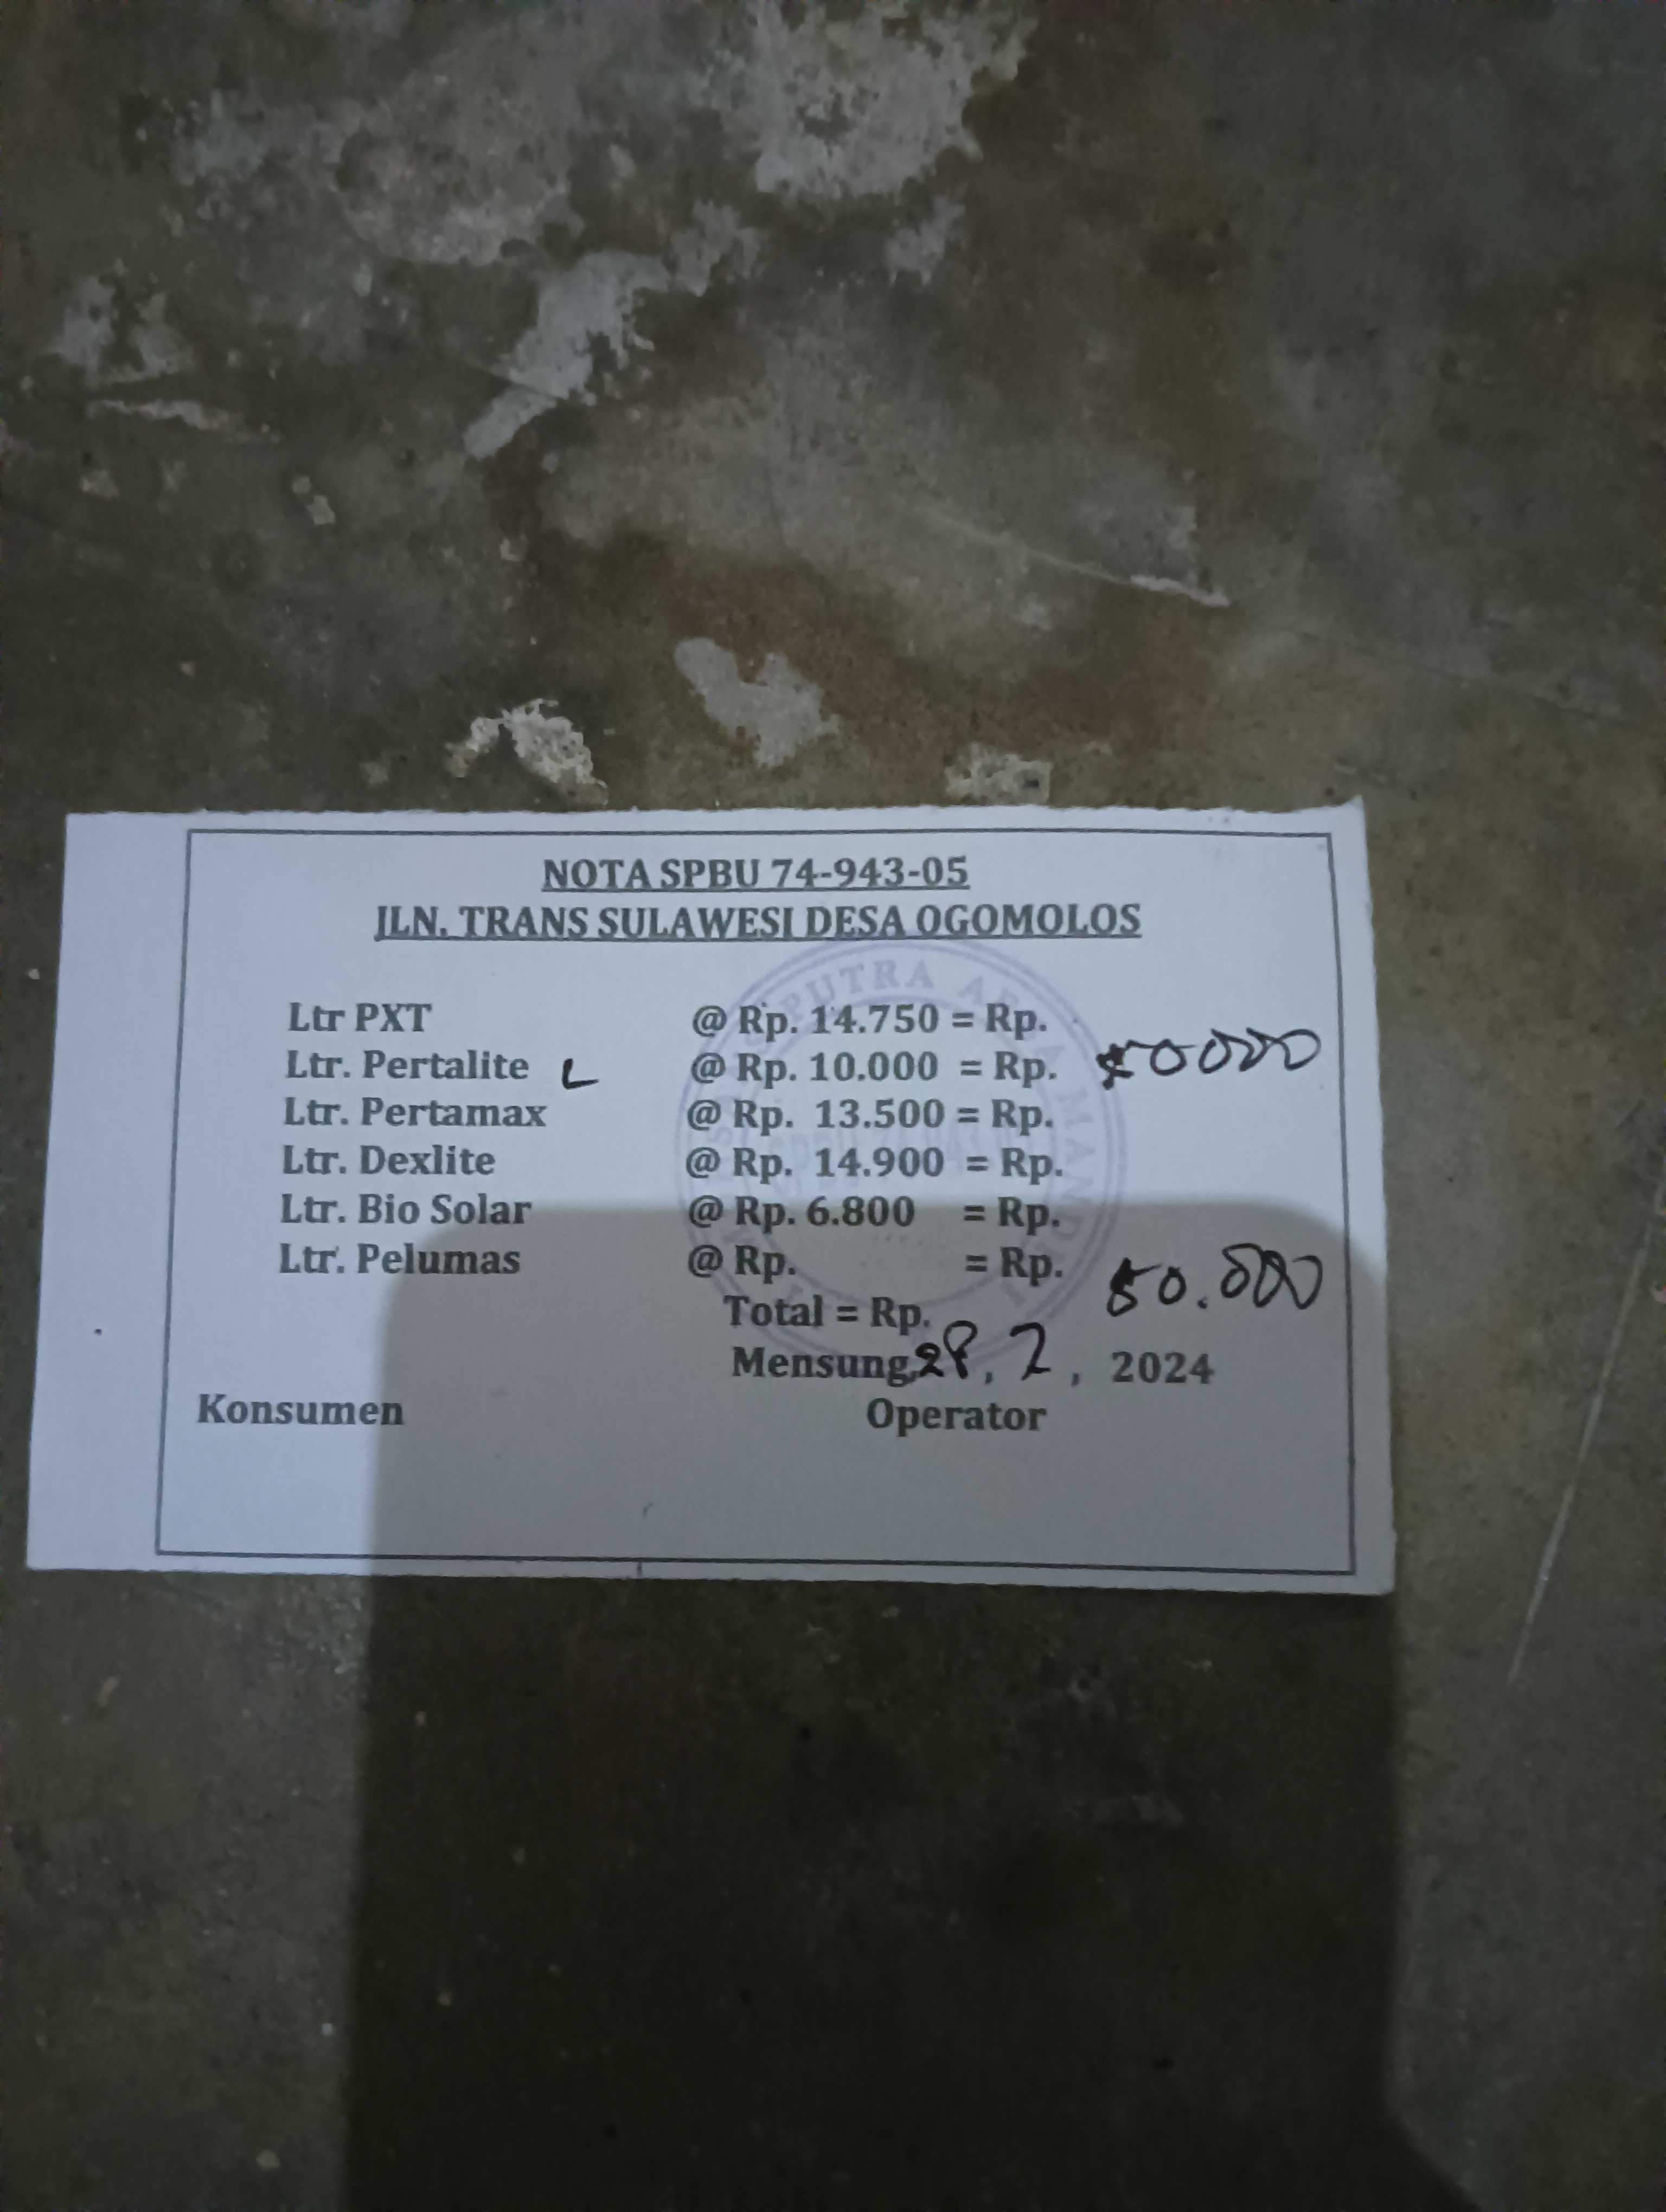 NOTA SPBU 74-943-05
JLN. TRANS SULAWESI DESA OGOMOLOS
Ltr PXT @ Rp. 14.750 = Rp.
Ltr. Pertalite L @ Rp. 10.000 = Rp. 50000
Ltr. Pertamax @ Rp. 13.500 = Rp.
Ltr. Dexlite @ Rp. 14.900 = Rp.
Ltr. Bio Solar @ Rp. 6.800 = Rp.
Ltr. Pelumas @ Rp. = Rp.
Total = Rp. 50.000
Mensung, 28, 2, 2024
Konsumen Operator
PUTRA